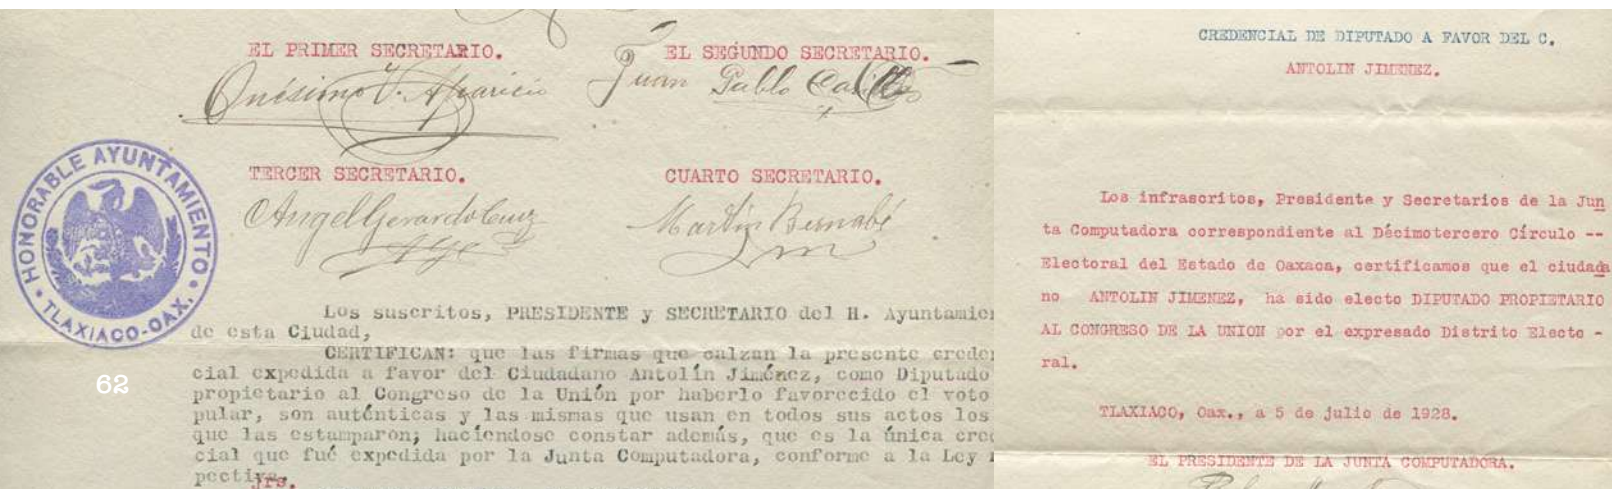 EL PRIMER SECRETARIO.
EL SEGUNDO SECRETARIO.
Onésimo V. Aparicio
Juan Pablo
TERCER SECRETARIO.
CUARTO SECRETARIO.
Angel Gerardo Cruz
Martín Bernabé
HONORABLE AYUNTAMIENTO
TLAXIACO-OAX.
Los suscritos, PRESIDENTE y SECRETARIO del H. Ayuntamien
de esta Ciudad,
CERTIFICAN: que las firmas que calzan la presente creden
cial expedida a favor del Ciudadano Antolín Jiménez, como Diputado
propietario al Congreso de la Unión por haberlo favorecido el voto
pular, son auténticas y las mismas que usan en todos sus actos los
que las estamparon; haciendose constar además, que es la única cred
cial que fué expedida por la Junta Computadora, conforme a la Ley r
pectiva.
jrs.
62
CREDENCIAL DE DIPUTADO A FAVOR DEL C.
ANTOLIN JIMENEZ.
Los infrascritos, Presidente y Secretarios de la Jun
ta Computadora correspondiente al Décimotercero Círculo --
Electoral del Estado de Oaxaca, certificamos que el ciudada
no ANTOLIN JIMENEZ, ha sido electo DIPUTADO PROPIETARIO
AL CONGRESO DE LA UNION por el expresado Distrito Electo -
ral.
TLAXIACO, Oax., a 5 de julio de 1928.
EL PRESIDENTE DE LA JUNTA COMPUTADORA.